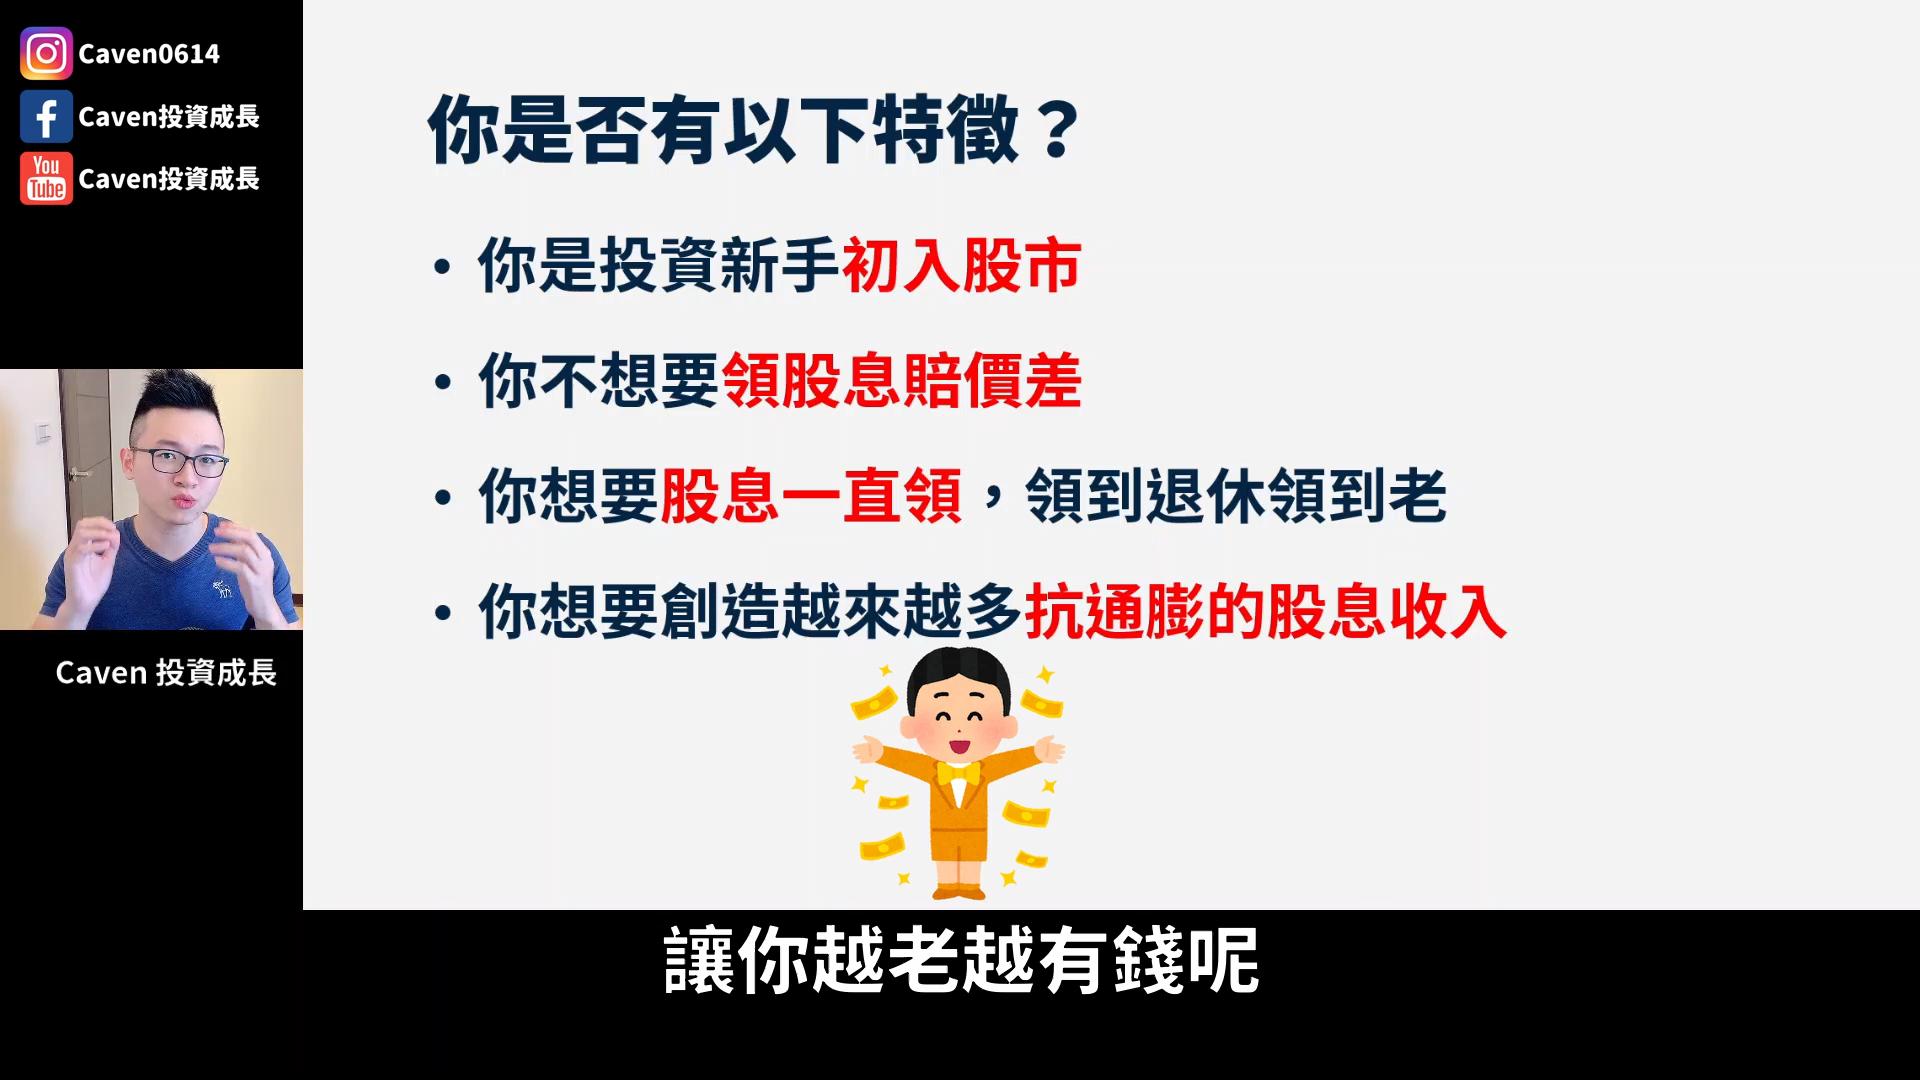 Caven0614
Caven投資成長
You
Tube
Caven投資成長
你是否有以下特徵？
• 你是投資新手初入股市
• 你不想要領股息賠價差
• 你想要股息一直領，領到退休領到老
• 你想要創造越來越多抗通膨的股息收入
Caven 投資成長
讓你越老越有錢呢